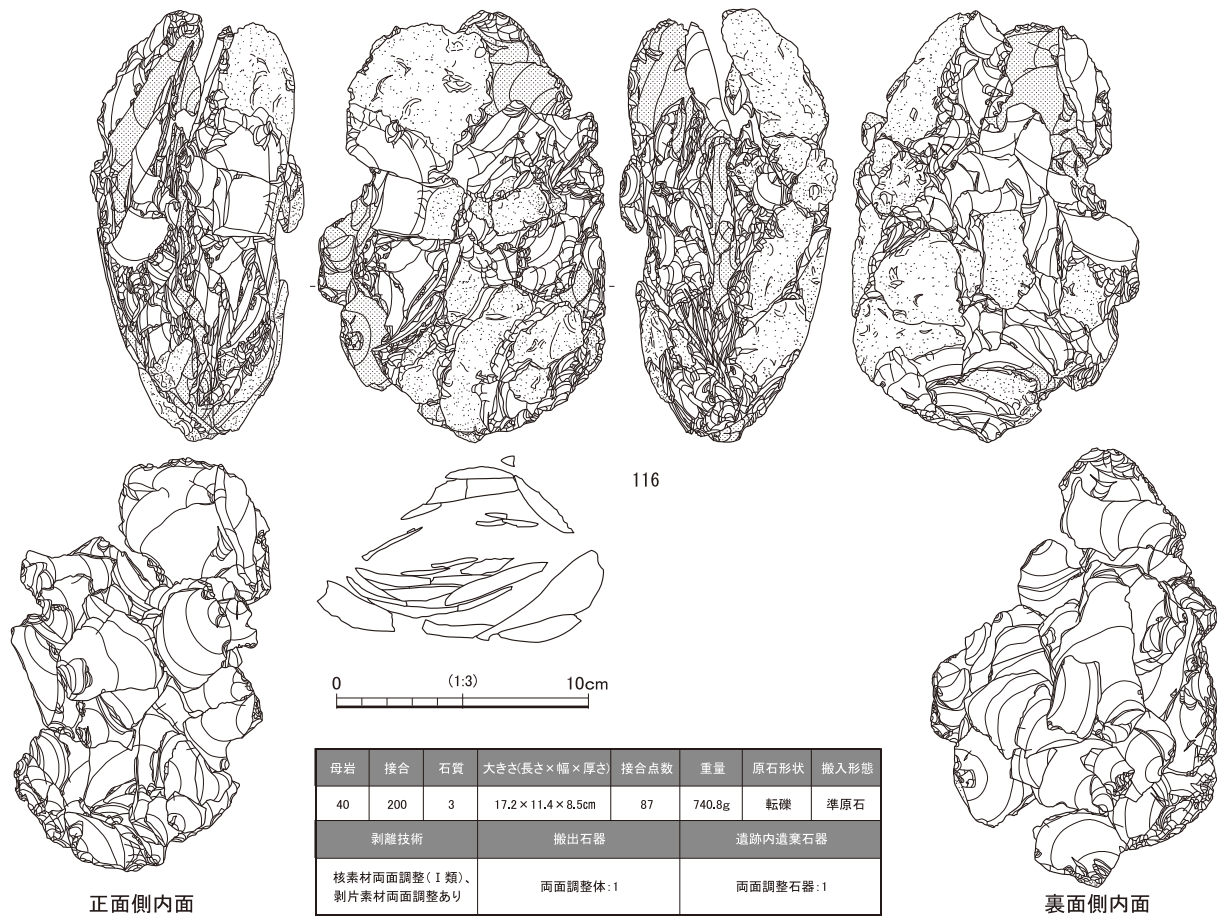 116
0 (1:3) 10cm
母岩 接合 石質 大きさ(長さ×幅×厚さ) 接合点数 重量 原石形状 搬入形態
40 200 3 17.2×11.4×8.5cm 87 740.8g 転礫 準原石
剥離技術 搬出石器 遺跡内遺棄石器
核素材両面調整(Ⅰ類)、
剥片素材両面調整あり 両面調整体:1 両面調整石器:1
正面側内面 裏面側内面